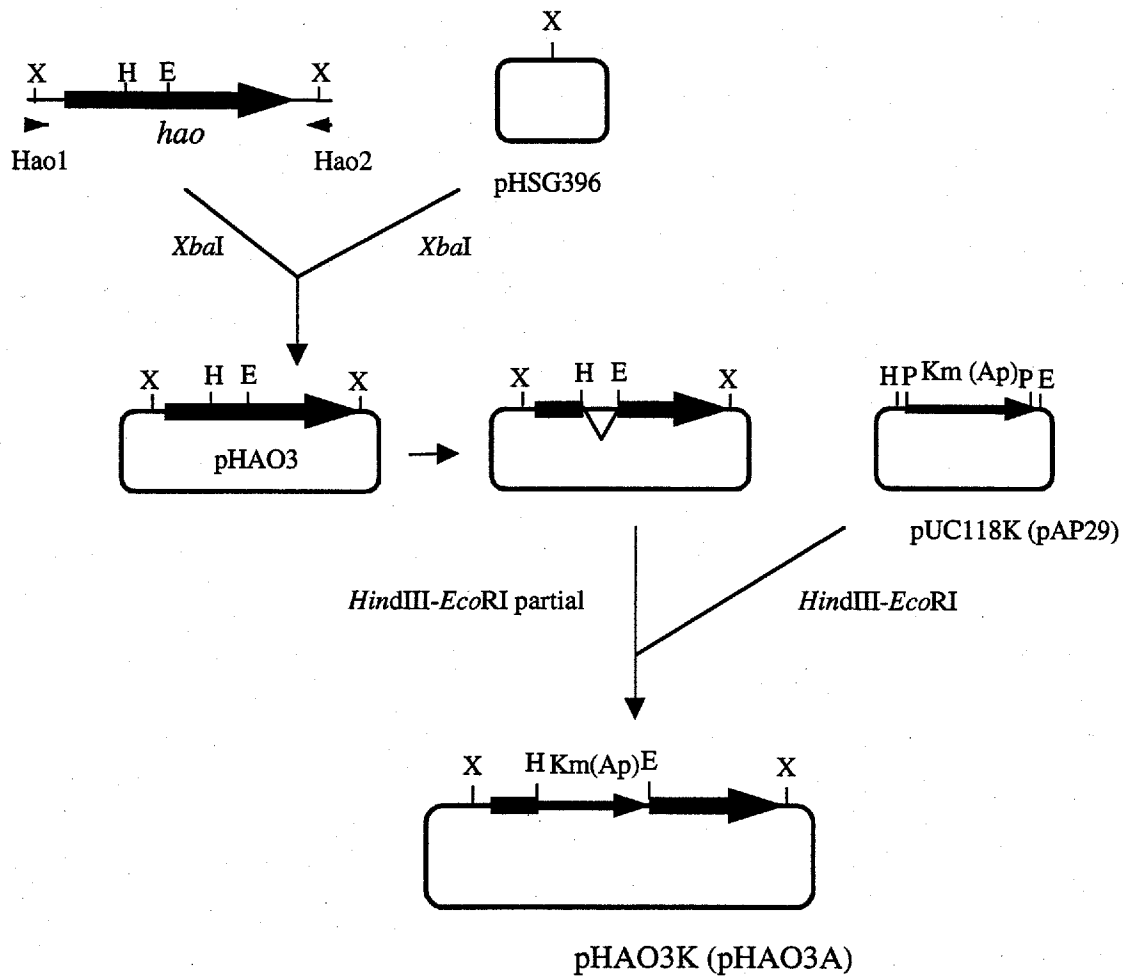 X
X H E X
hao
Hao1 Hao2
pHSG396
XbaI XbaI
X H E X
pHAO3
X H E X
H P Km (Ap) P E
pUC118K (pAP29)
HindIII-EcoRI partial
HindIII-EcoRI
X H Km(Ap) E X
pHAO3K (pHAO3A)